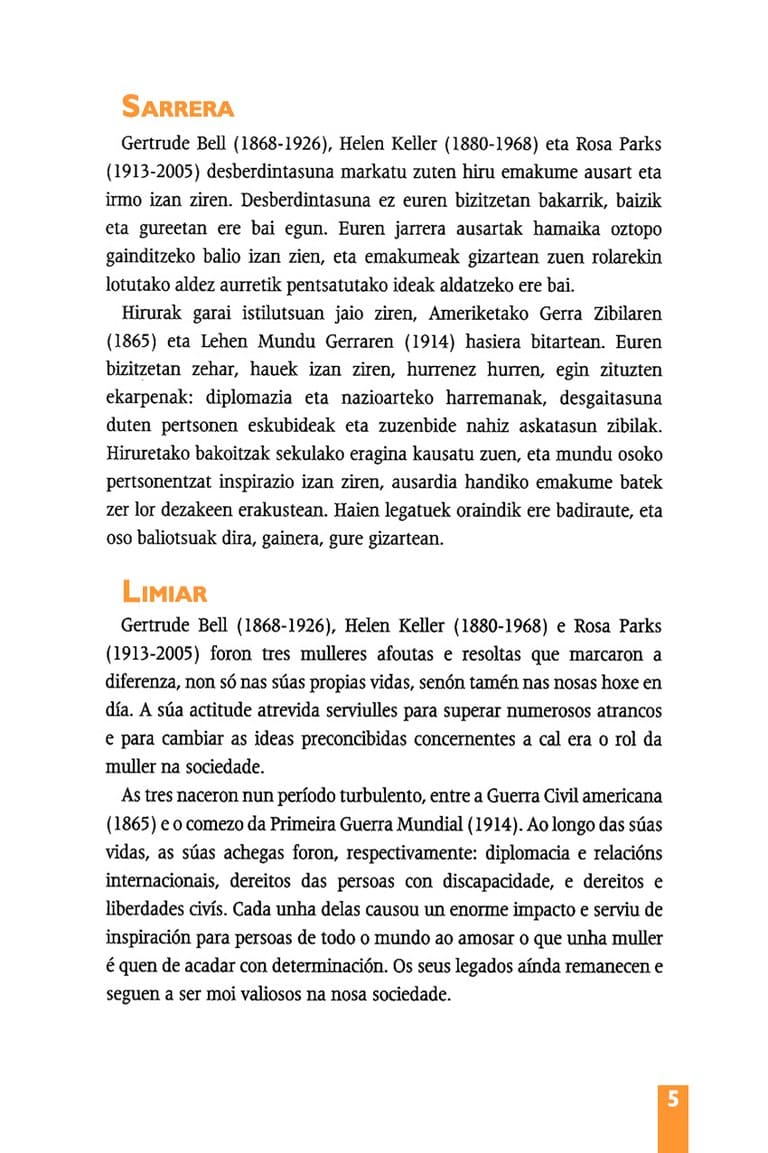 SARRERA
Gertrude Bell (1868-1926), Helen Keller (1880-1968) eta Rosa Parks
(1913-2005) desberdintasuna markatu zuten hiru emakume ausart eta
irmo izan ziren. Desberdintasuna ez euren bizitzetan bakarrik, baizik
eta gureetan ere bai egun. Euren jarrera ausartak hamaika oztopo
gainditzeko balio izan zien, eta emakumeak gizartean zuen rolarekin
lotutako aldez aurretik pentsatutako ideak aldatzeko ere bai.
Hirurak garai istilutsuan jaio ziren, Ameriketako Gerra Zibilaren
(1865) eta Lehen Mundu Gerraren (1914) hasiera bitartean. Euren
bizitzetan zehar, hauek izan ziren, hurrenez hurren, egin zituzten
ekarpenak: diplomazia eta nazioarteko harremanak, desgaitasuna
duten pertsonen eskubideak eta zuzenbide nahiz askatasun zibilak.
Hiruretako bakoitzak sekulako eragina kausatu zuen, eta mundu osoko
pertsonentzat inspirazio izan ziren, ausardia handiko emakume batek
zer lor dezakeen erakustean. Haien legatuek oraindik ere badiraute, eta
oso baliotsuak dira, gainera, gure gizartean.
LIMIAR
Gertrude Bell (1868-1926), Helen Keller (1880-1968) e Rosa Parks
(1913-2005) foron tres mulleres afoutas e resoltas que marcaron a
diferenza, non só nas súas propias vidas, senón tamén nas nosas hoxe en
día. A súa actitude atrevida serviulles para superar numerosos atrancos
e para cambiar as ideas preconcibidas concernentes a cal era o rol da
muller na sociedade.
As tres naceron nun período turbulento, entre a Guerra Civil americana
(1865) e o comezo da Primeira Guerra Mundial (1914). Ao longo das súas
vidas, as súas achegas foron, respectivamente: diplomacia e relacións
internacionais, dereitos das persoas con discapacidade, e dereitos e
liberdades civís. Cada unha delas causou un enorme impacto e serviu de
inspiración para persoas de todo o mundo ao amosar o que unha muller
é quen de acadar con determinación. Os seus legados aínda remanecen e
seguen a ser moi valiosos na nosa sociedade.
5